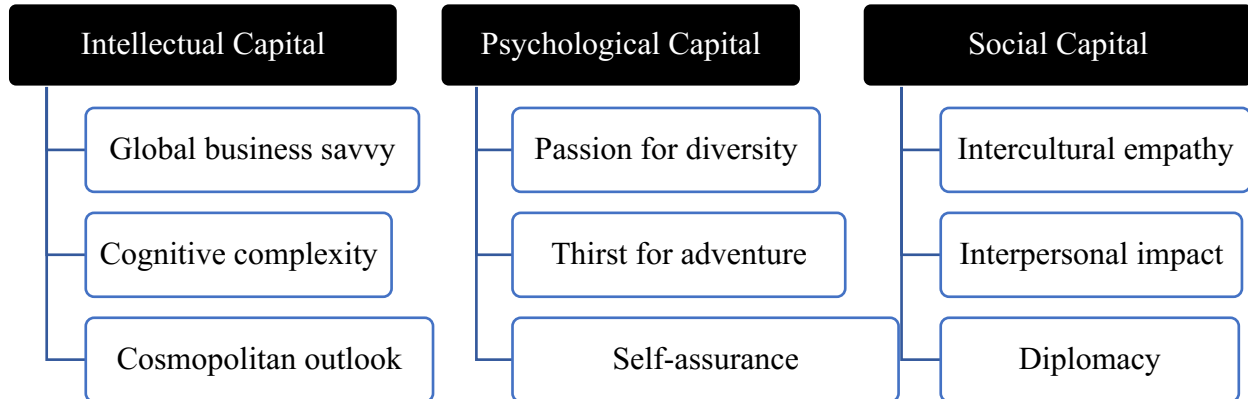 Intellectual Capital
Global business savvy
Cognitive complexity
Cosmopolitan outlook
Psychological Capital
Passion for diversity
Thirst for adventure
Self-assurance
Social Capital
Intercultural empathy
Interpersonal impact
Diplomacy